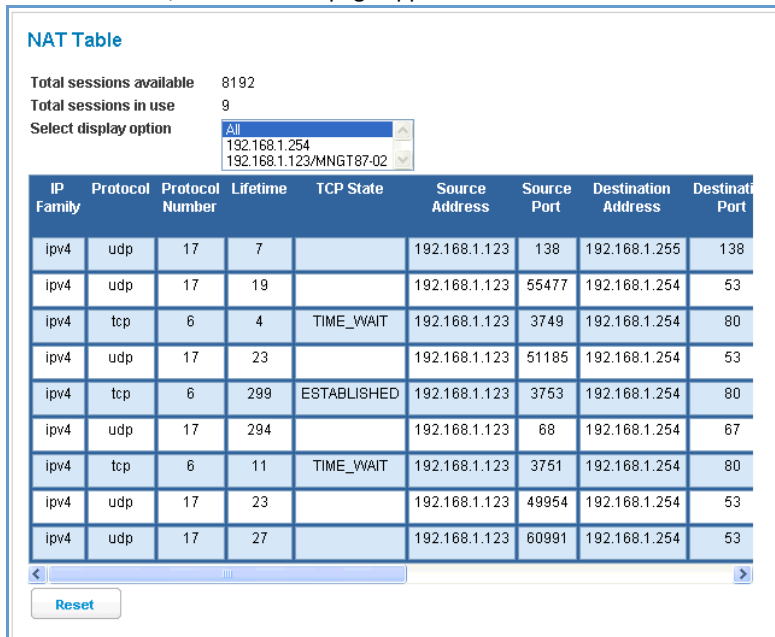 NAT Table
Total sessions available 8192
Total sessions in use 9
Select display option All
192.168.1.254
192.168.1.123/MNGT87-02
IP Family Protocol Protocol Number Lifetime TCP State Source Address Source Port Destination Address Destinati Port
ipv4 udp 17 7 192.168.1.123 138 192.168.1.255 138
ipv4 udp 17 19 192.168.1.123 55477 192.168.1.254 53
ipv4 tcp 6 4 TIME_WAIT 192.168.1.123 3749 192.168.1.254 80
ipv4 udp 17 23 192.168.1.123 51185 192.168.1.254 53
ipv4 tcp 6 299 ESTABLISHED 192.168.1.123 3753 192.168.1.254 80
ipv4 udp 17 294 192.168.1.123 68 192.168.1.254 67
ipv4 tcp 6 11 TIME_WAIT 192.168.1.123 3751 192.168.1.254 80
ipv4 udp 17 23 192.168.1.123 49954 192.168.1.254 53
ipv4 udp 17 27 192.168.1.123 60991 192.168.1.254 53
Reset